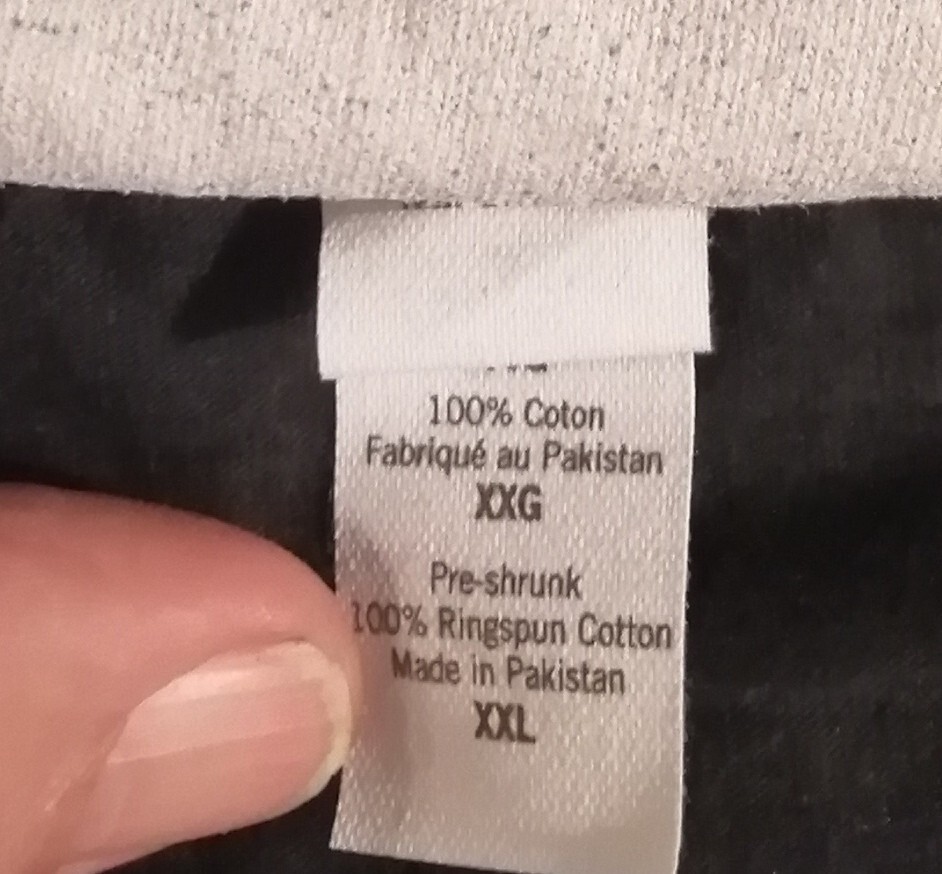 100% Coton
Fabriqué au Pakistan
XXG
Pre-shrunk
100% Ringspun Cotton
Made in Pakistan
XXL